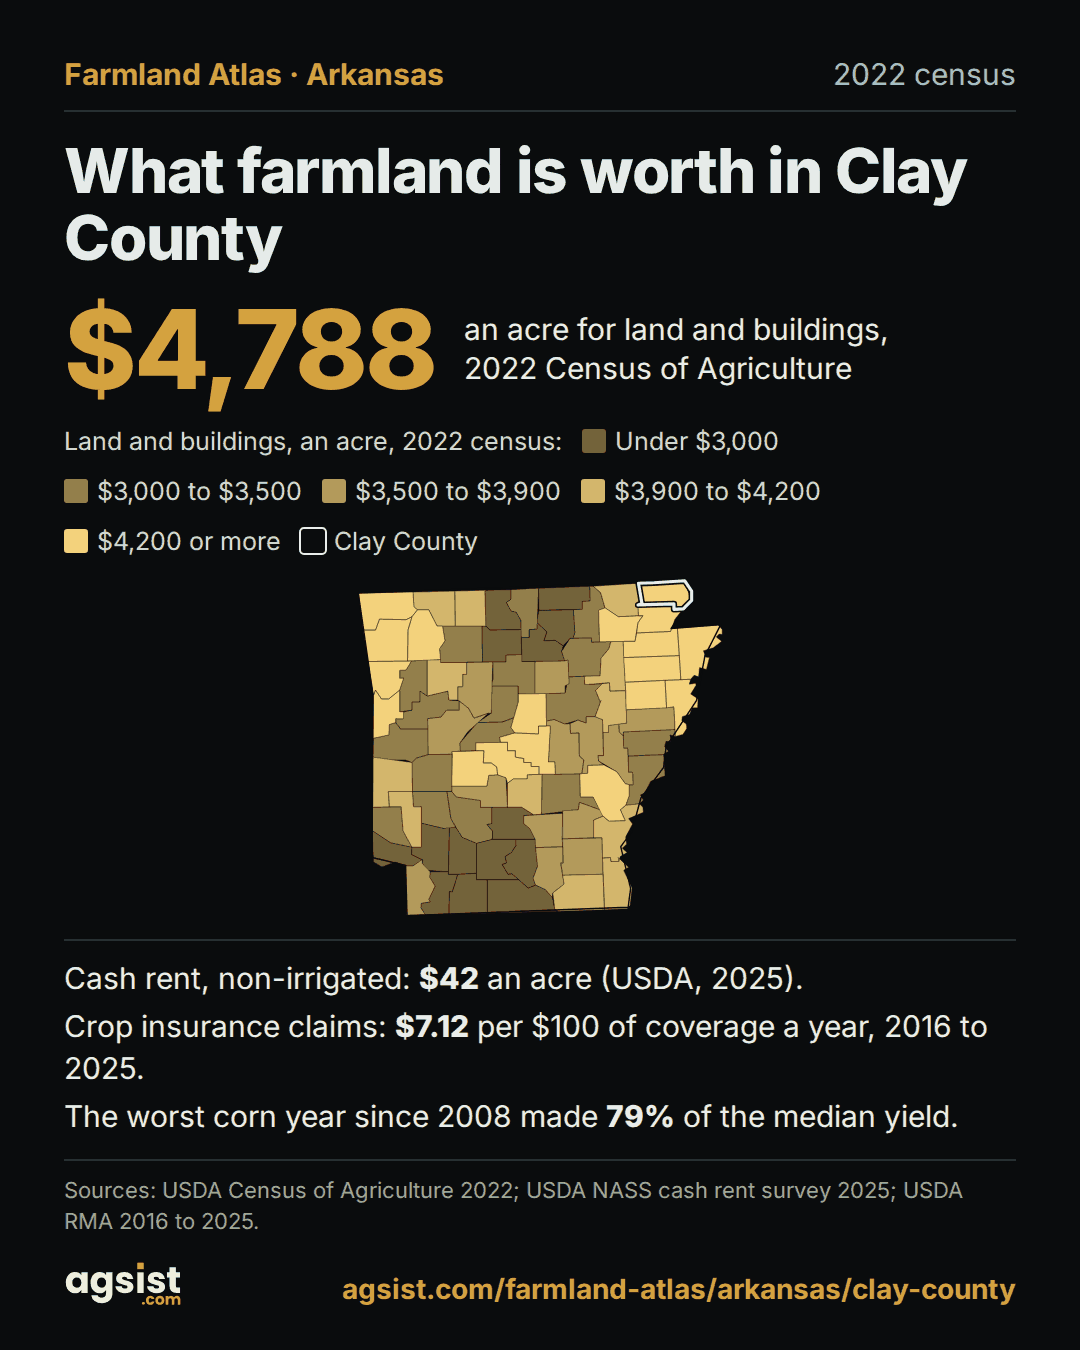 Farmland Atlas · Arkansas
2022 census
What farmland is worth in Clay
County
$4,788
an acre for land and buildings,
2022 Census of Agriculture
Land and buildings, an acre, 2022 census:
Under $3,000
$3,000 to $3,500
$3,500 to $3,900
$3,900 to $4,200
$4,200 or more
Clay County
Cash rent, non-irrigated: $42 an acre (USDA, 2025).
Crop insurance claims: $7.12 per $100 of coverage a year, 2016 to
2025.
The worst corn year since 2008 made 79% of the median yield.
Sources: USDA Census of Agriculture 2022; USDA NASS cash rent survey 2025; USDA
RMA 2016 to 2025.
agsist
.com
agsist.com/farmland-atlas/arkansas/clay-county